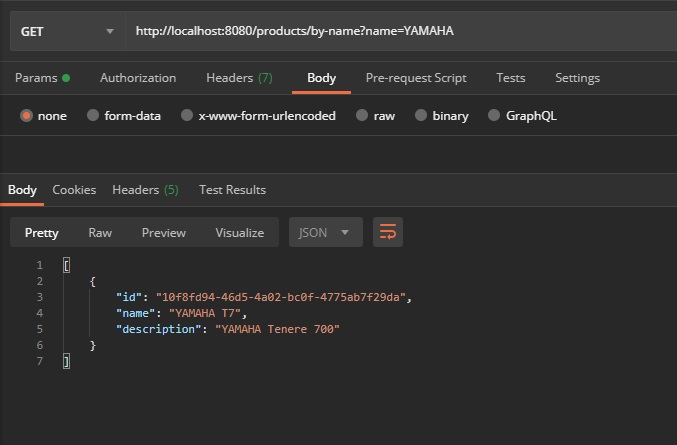 GET http://localhost:8080/products/by-name?name=YAMAHA
Params Authorization Headers (7) Body Pre-request Script Tests Settings
none form-data x-www-form-urlencoded raw binary GraphQL
Body Cookies Headers (5) Test Results
Pretty Raw Preview Visualize JSON
1 [
2 {
3 "id": "10f8fd94-46d5-4a02-bc0f-4775ab7f29da",
4 "name": "YAMAHA T7",
5 "description": "YAMAHA Tenere 700"
6 }
7 ]